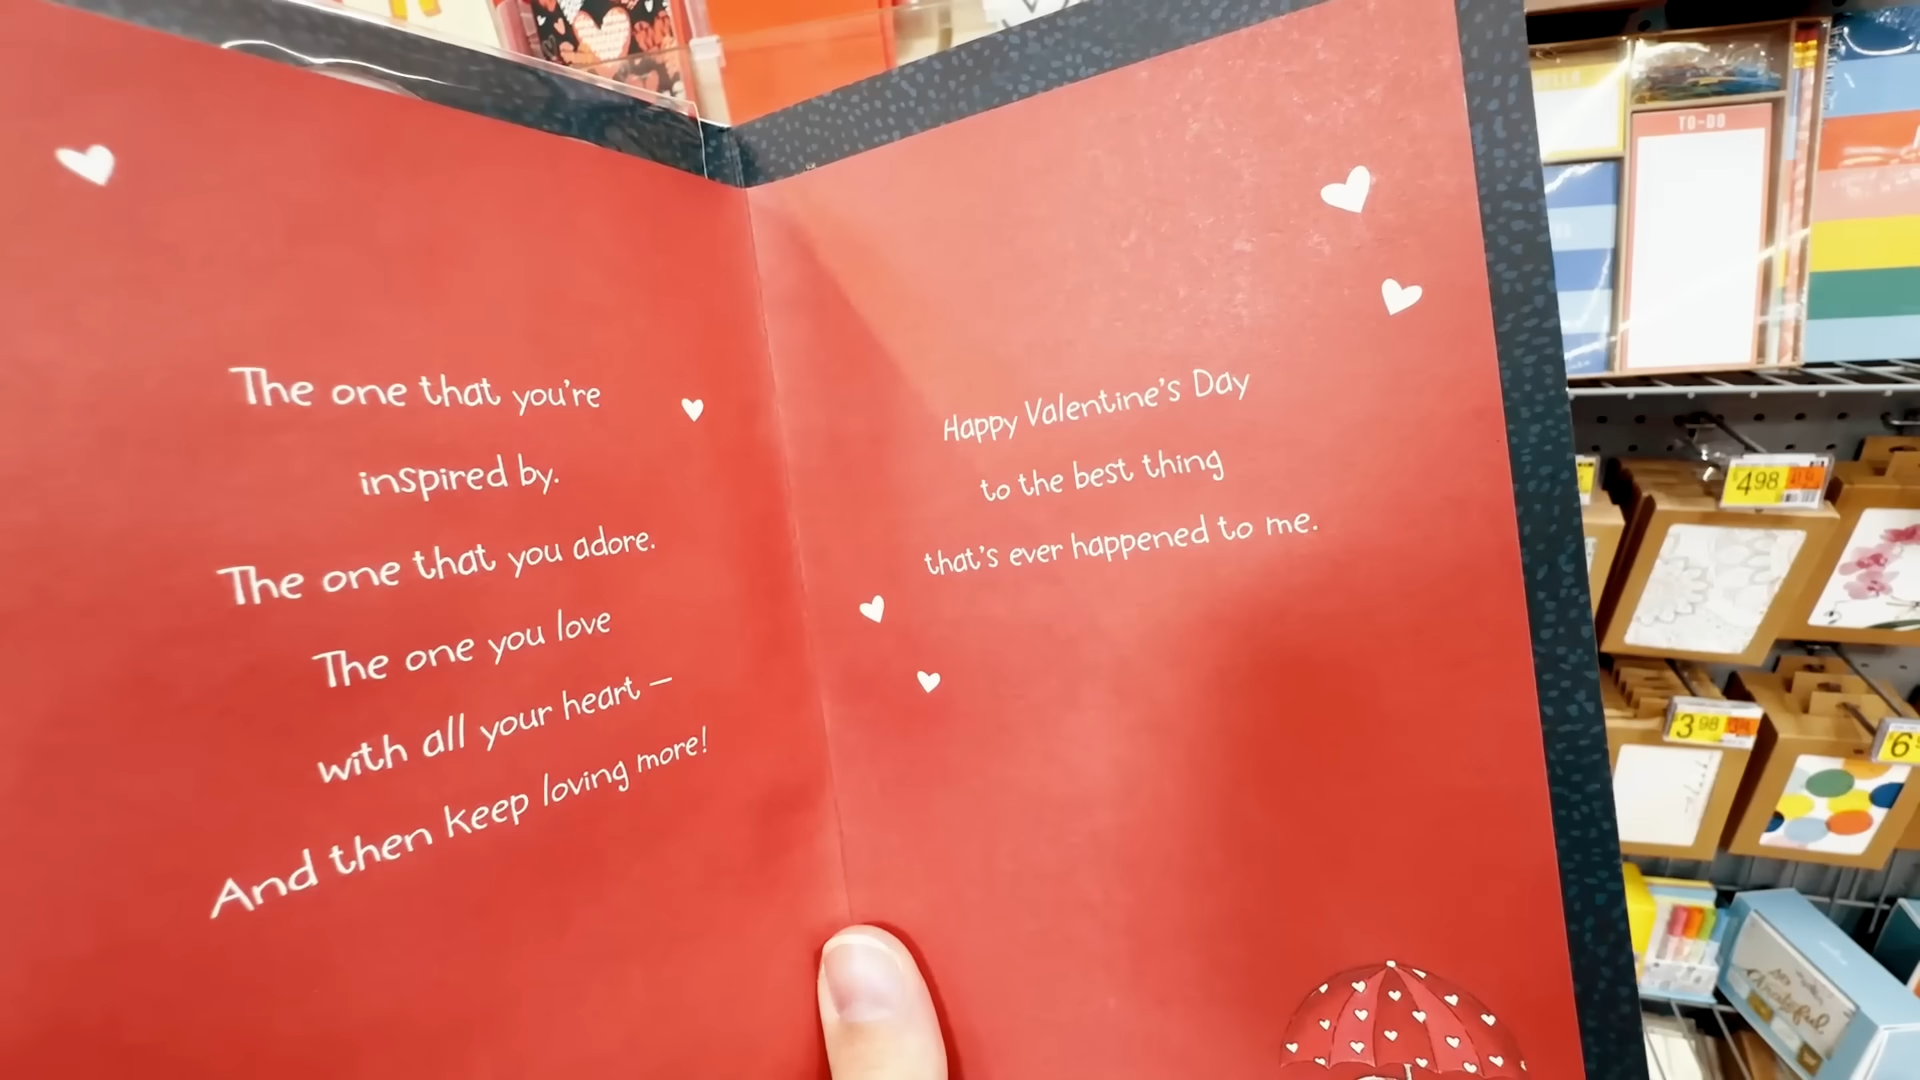 The one that you're
inspired by.
The one that you adore.
The one you love
with all your heart –
And then keep loving more!
Happy Valentine's Day
to the best thing
that's ever happened to me.
TO-DO
4.98
3.98
6